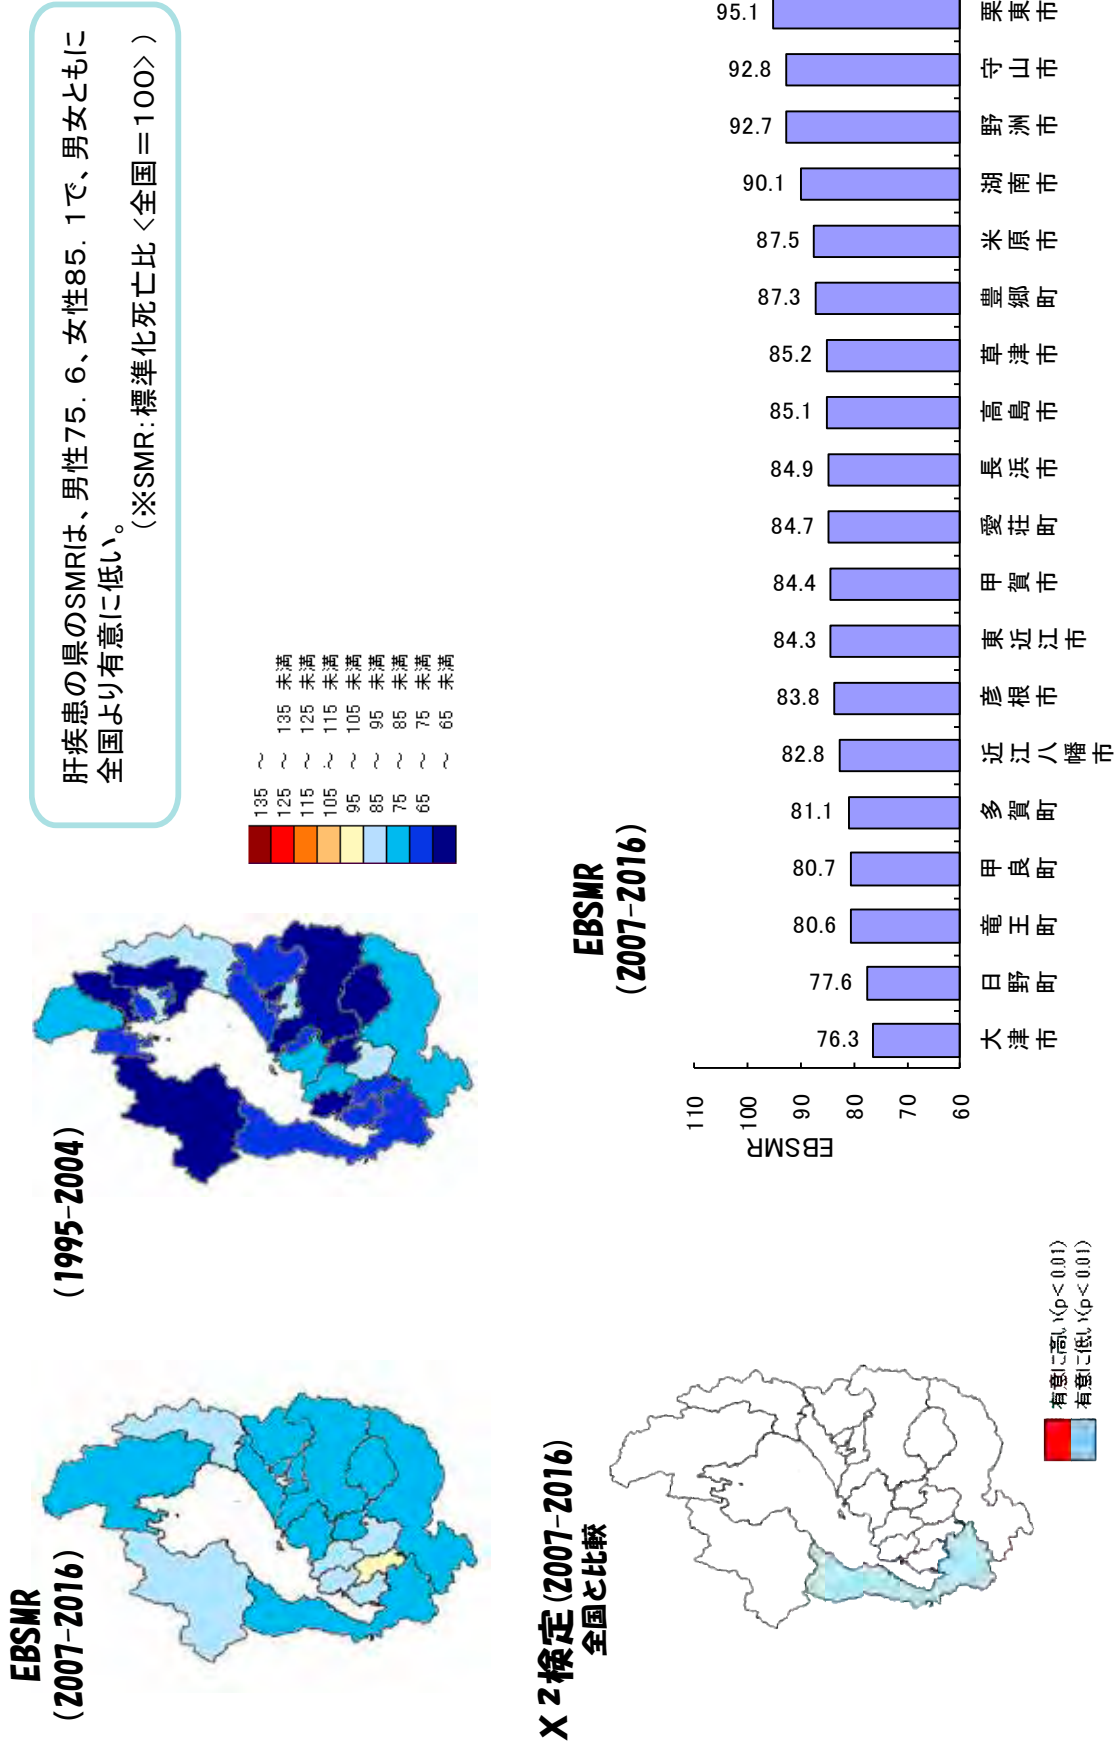 EBSMR
(2007-2016)
(1995-2004)
肝疾患の県のSMRは、男性75．6、女性85．1で、男女ともに
全国より有意に低い。
(※SMR:標準化死亡比<全国＝100>)
135 ～
125 ～ 135 未満
115 ～ 125 未満
105 ～ 115 未満
95 ～ 105 未満
85 ～ 95 未満
75 ～ 85 未満
65 ～ 75 未満
～ 65 未満
X²検定(2007-2016)
全国と比較
有意に高い(p<0.01)
有意に低い(p<0.01)
EBSMR
(2007-2016)
EBSMR
110
100
90
80
70
60
76.3
77.6
80.6
80.7
81.1
82.8
83.8
84.3
84.4
84.7
84.9
85.1
85.2
87.3
87.5
90.1
92.7
92.8
95.1
大津市
日野町
竜王町
甲良町
多賀町
近江八幡市
彦根市
東近江市
甲賀市
愛荘町
長浜市
高島市
草津市
豊郷町
米原市
湖南市
野洲市
守山市
栗東市